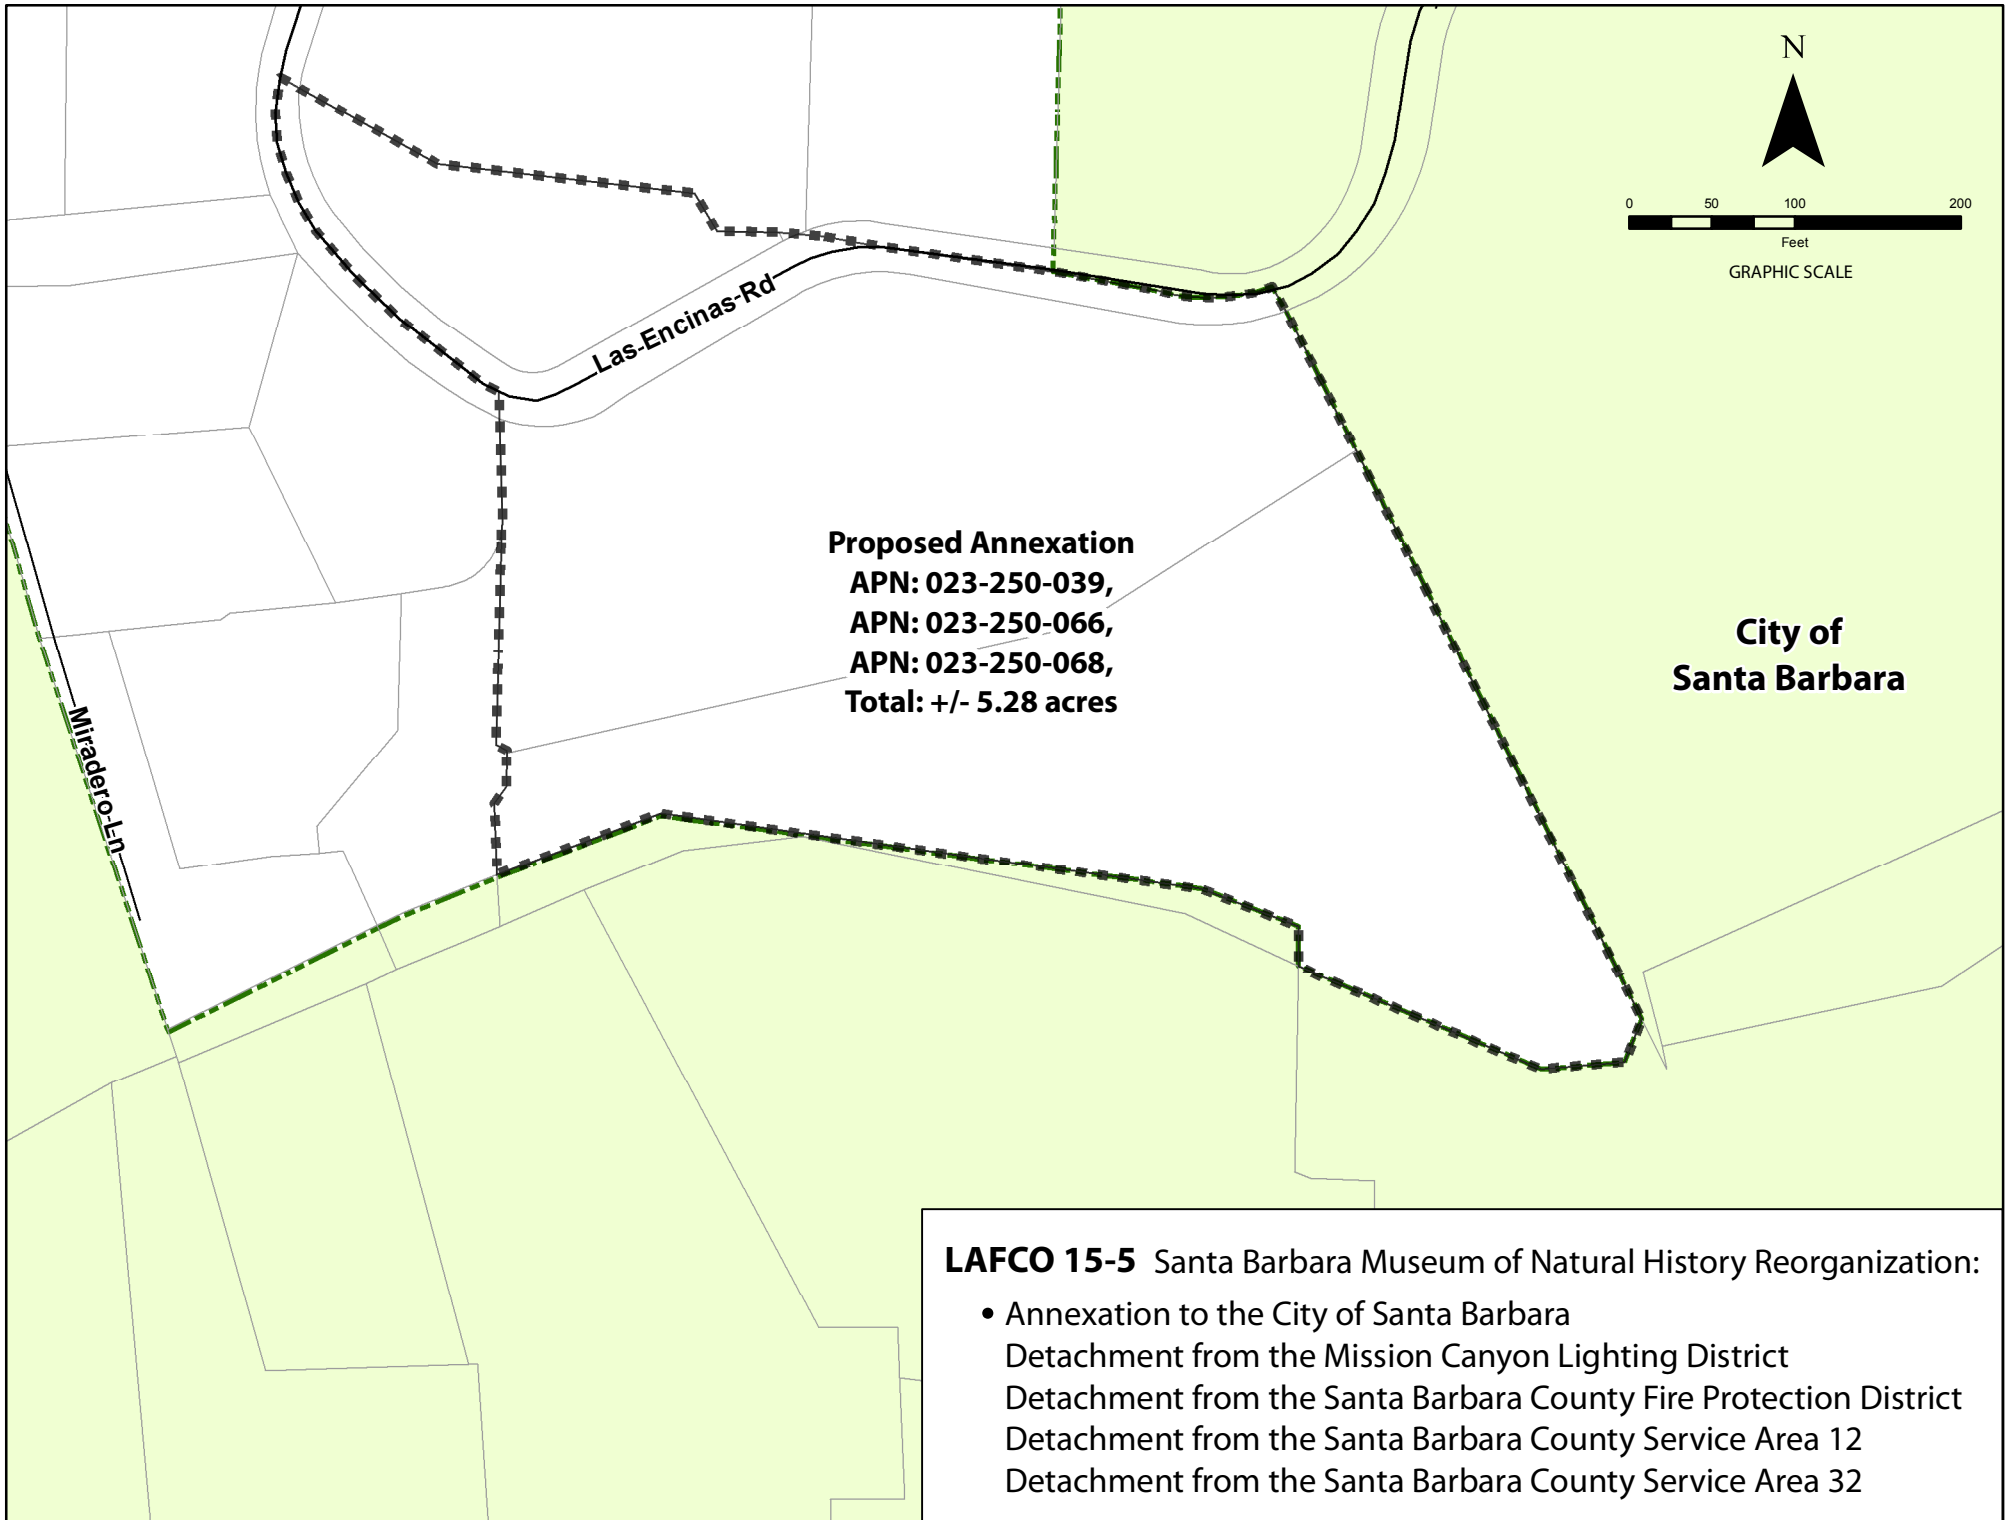 N
0 50 100 200
Feet
GRAPHIC SCALE
Las Encinas Rd
Proposed Annexation
APN: 023-250-039,
APN: 023-250-066,
APN: 023-250-068,
Total: +/- 5.28 acres
City of
Santa Barbara
Miradero Ln
LAFCO 15-5 Santa Barbara Museum of Natural History Reorganization:
• Annexation to the City of Santa Barbara
Detachment from the Mission Canyon Lighting District
Detachment from the Santa Barbara County Fire Protection District
Detachment from the Santa Barbara County Service Area 12
Detachment from the Santa Barbara County Service Area 32